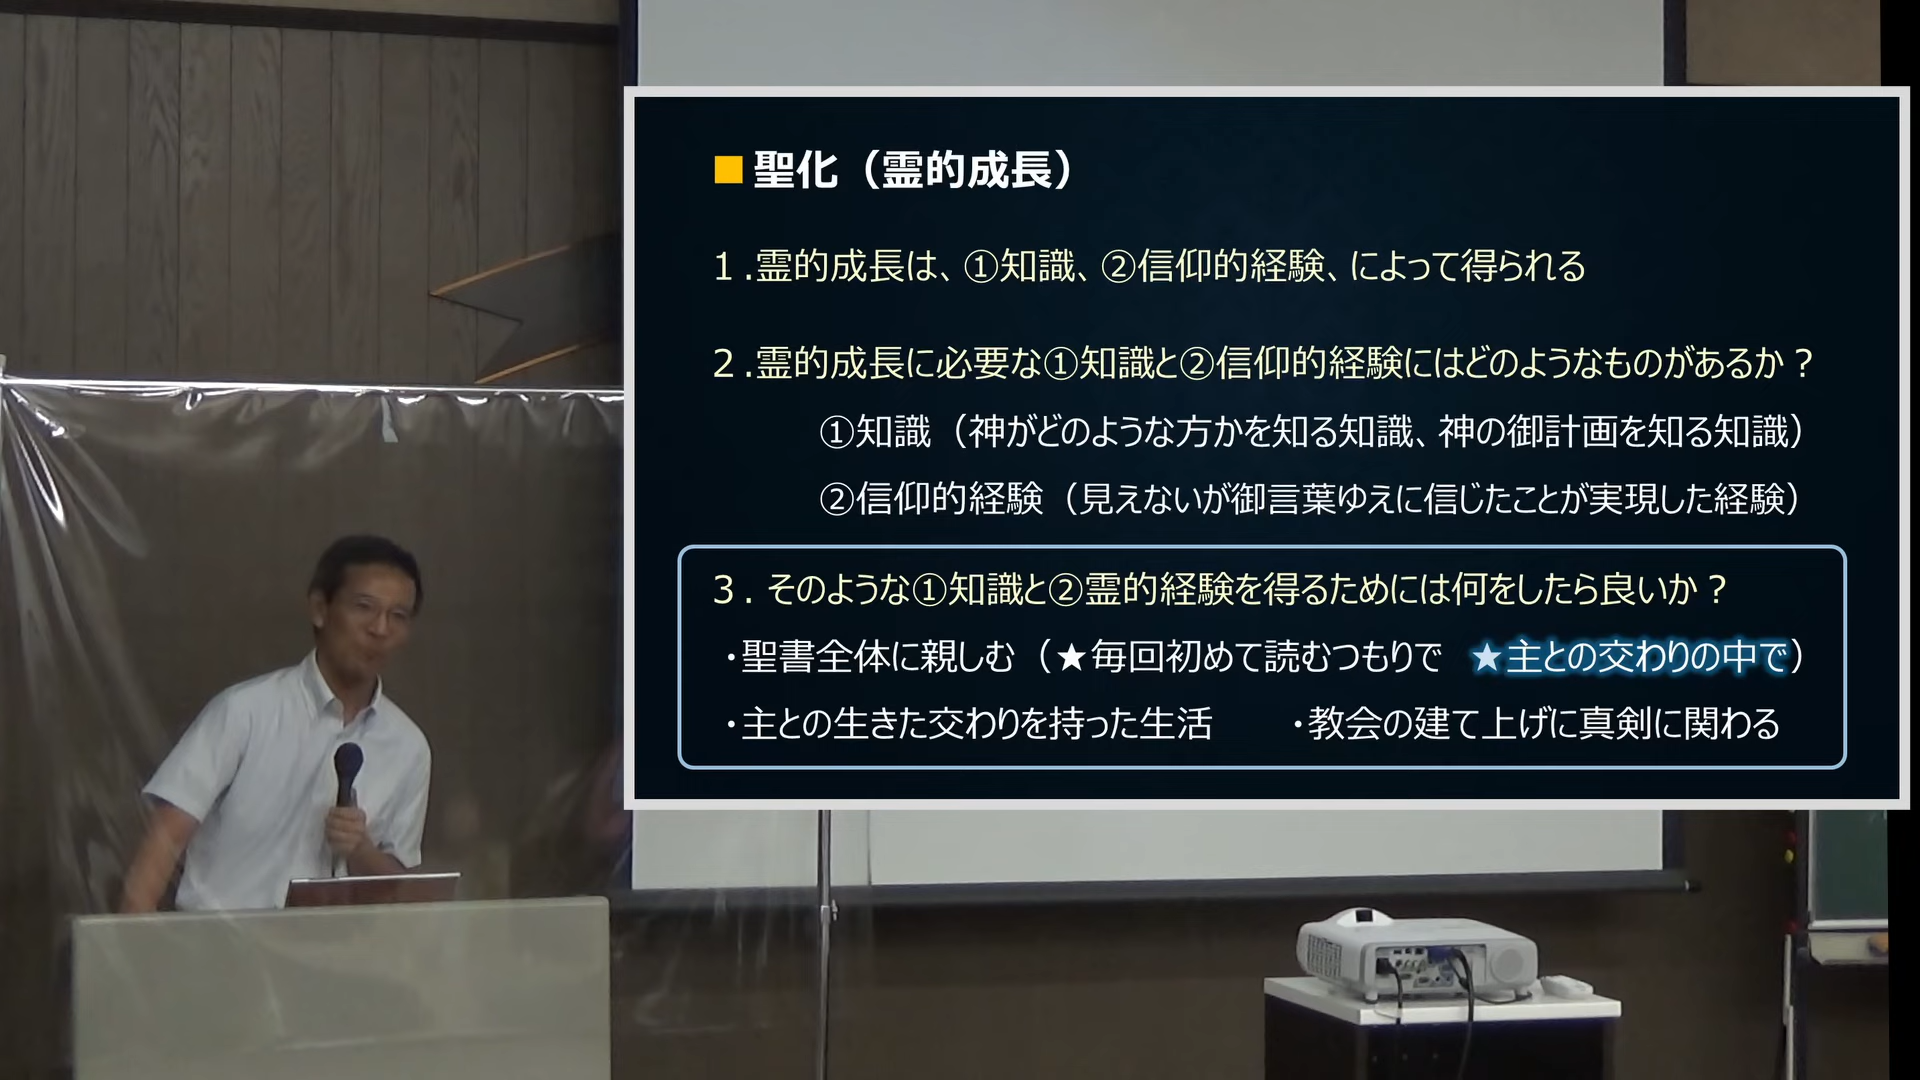 ■聖化（霊的成長）
１.霊的成長は、①知識、②信仰的経験、によって得られる
２.霊的成長に必要な①知識と②信仰的経験にはどのようなものがあるか？
①知識（神がどのような方かを知る知識、神の御計画を知る知識）
②信仰的経験（見えないが御言葉ゆえに信じたことが実現した経験）
３. そのような①知識と②霊的経験を得るためには何をしたら良いか？
・聖書全体に親しむ（★毎回初めて読むつもりで　★主との交わりの中で）
・主との生きた交わりを持った生活　　・教会の建て上げに真剣に関わる